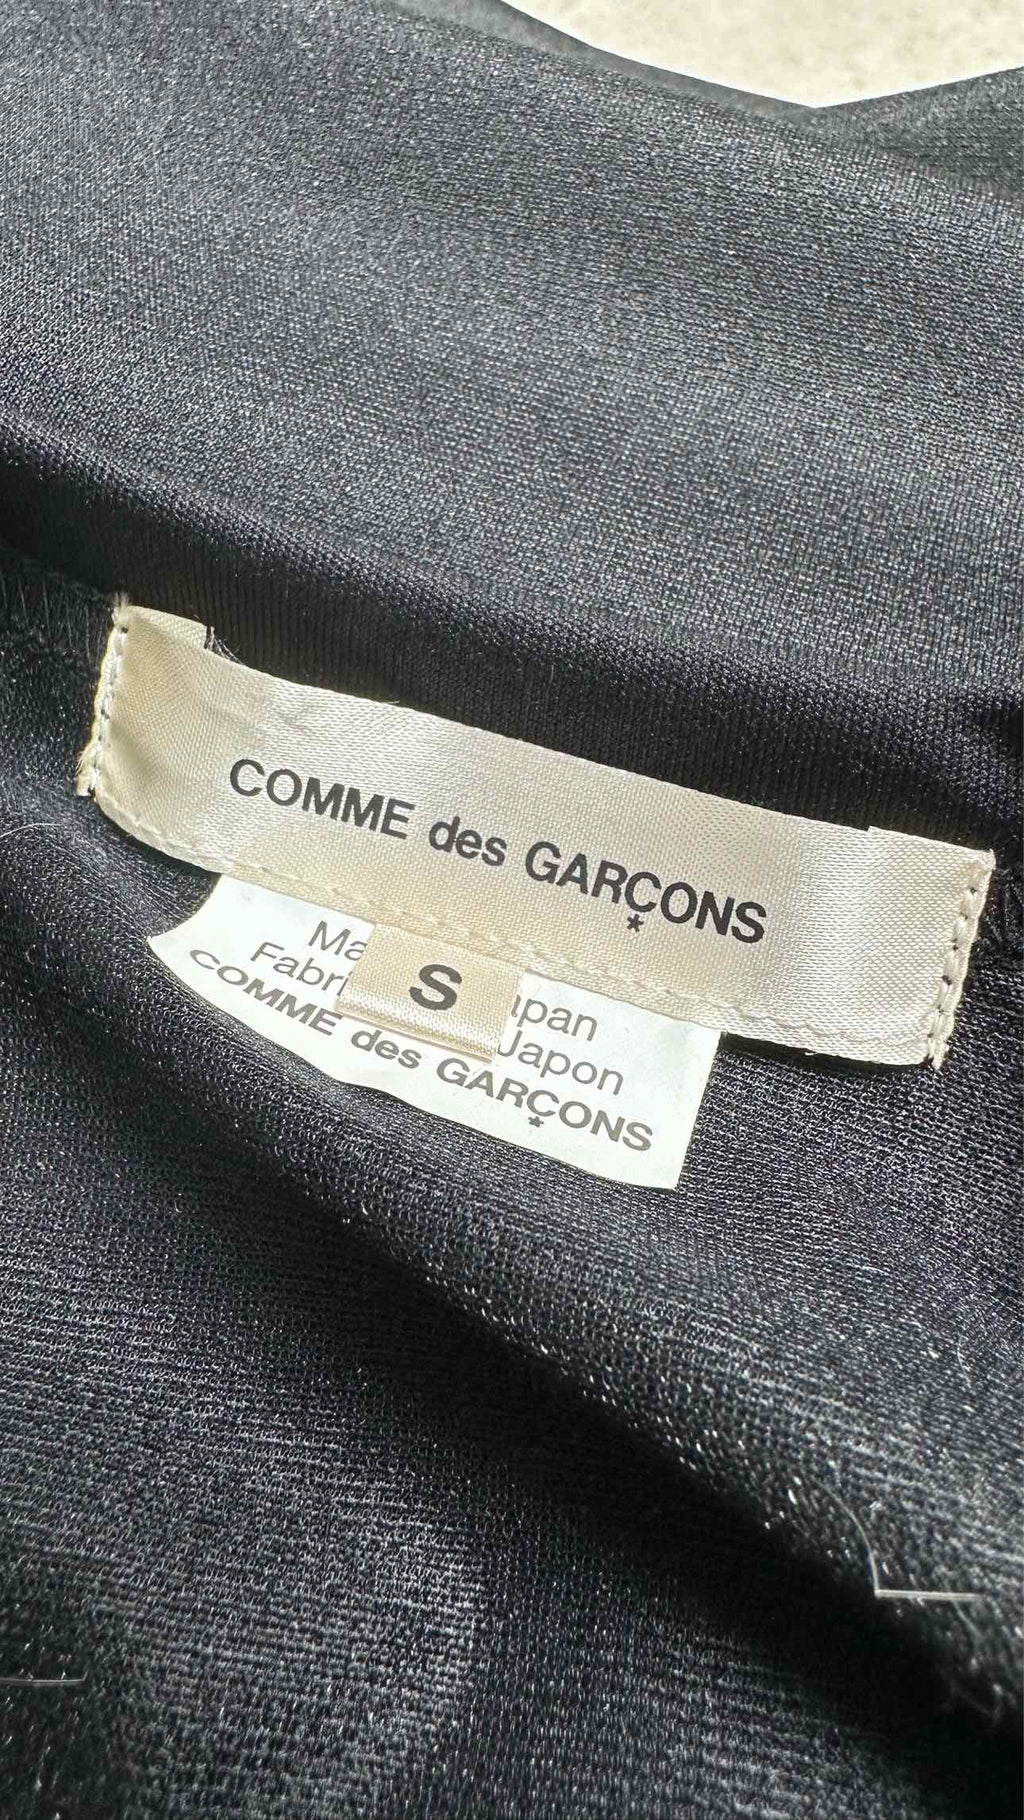 COMME des GARÇONS
S
Ma apan
Fabri Japon
COMME des GARÇONS